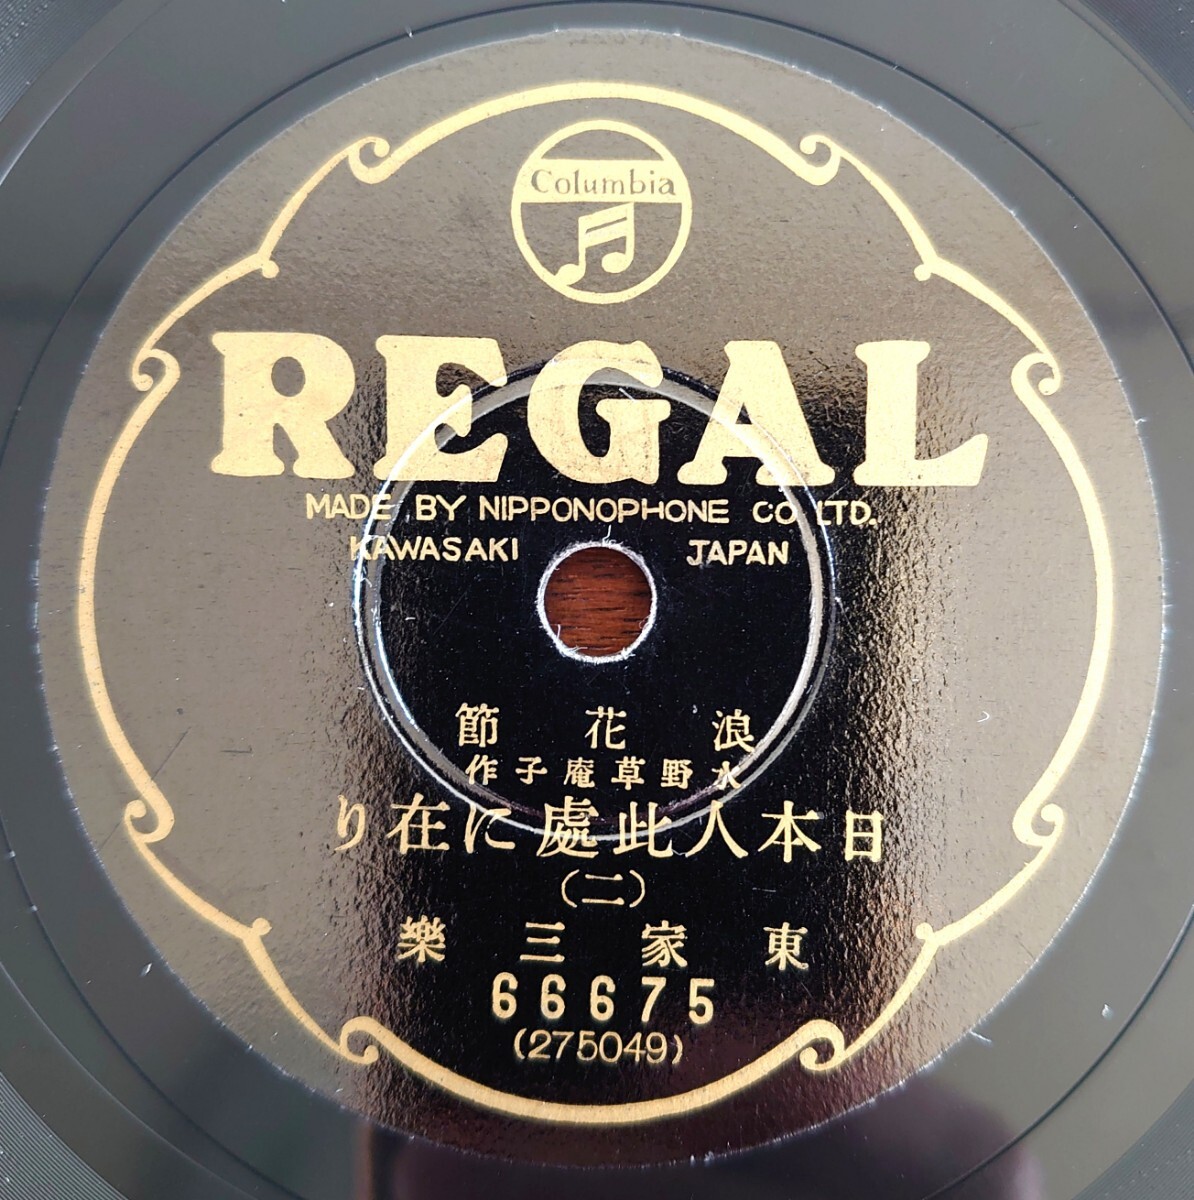 Columbia
REGAL
MADE BY NIPPONOPHONE CO LTD.
KAWASAKI JAPAN
浪花節
水野草庵子作
日本人此處に在り
(二)
東家三樂
66675
(275049)